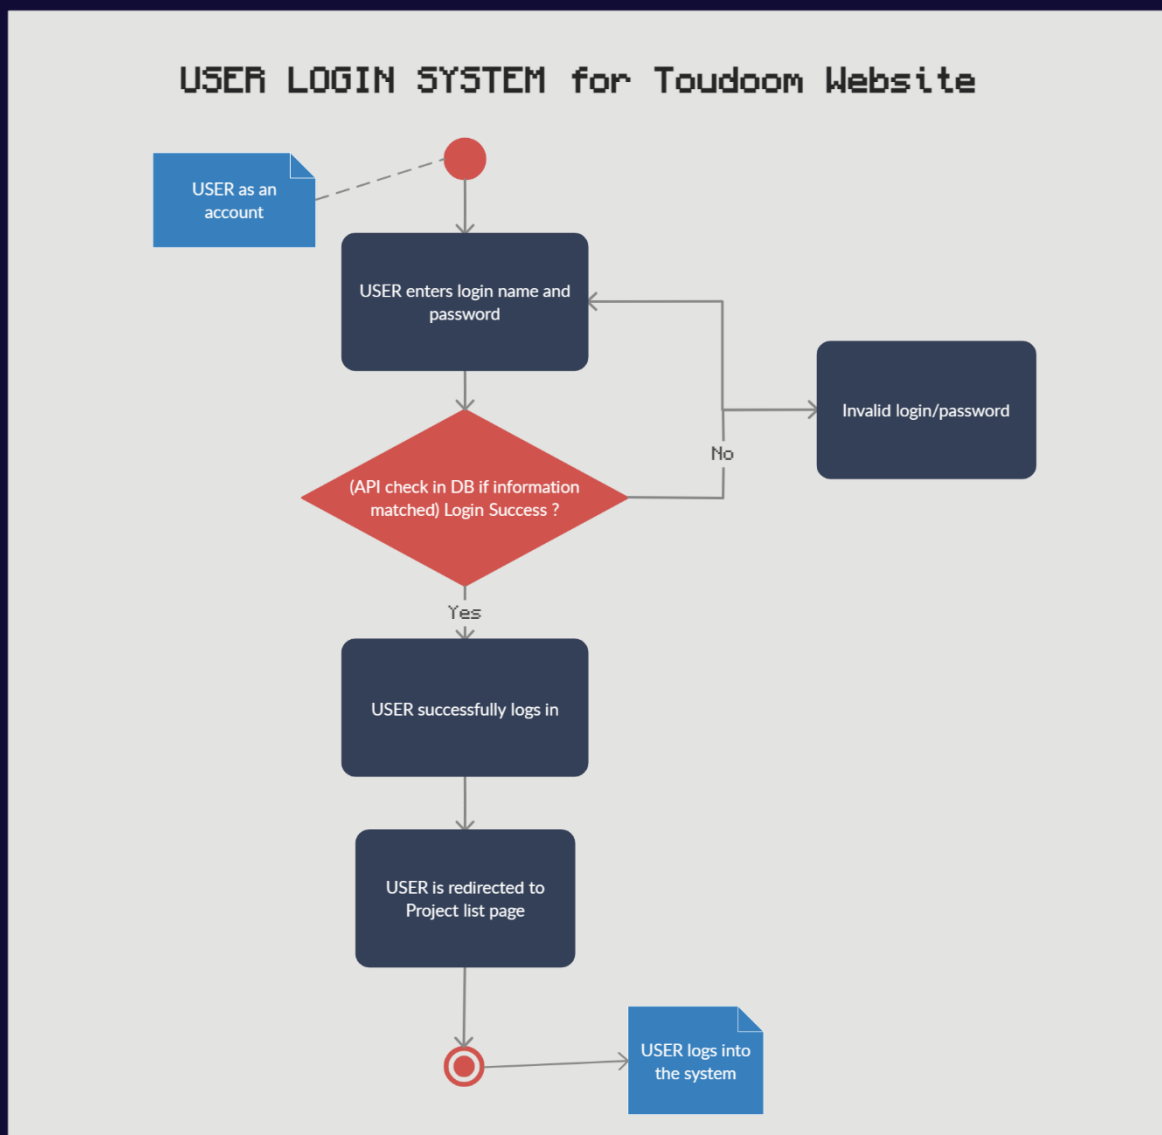 USER LOGIN SYSTEM for Toudoom Website
USER as an
account
USER enters login name and
password
Invalid login/password
No
(API check in DB if information
matched) Login Success ?
Yes
USER successfully logs in
USER is redirected to
Project list page
USER logs into
the system